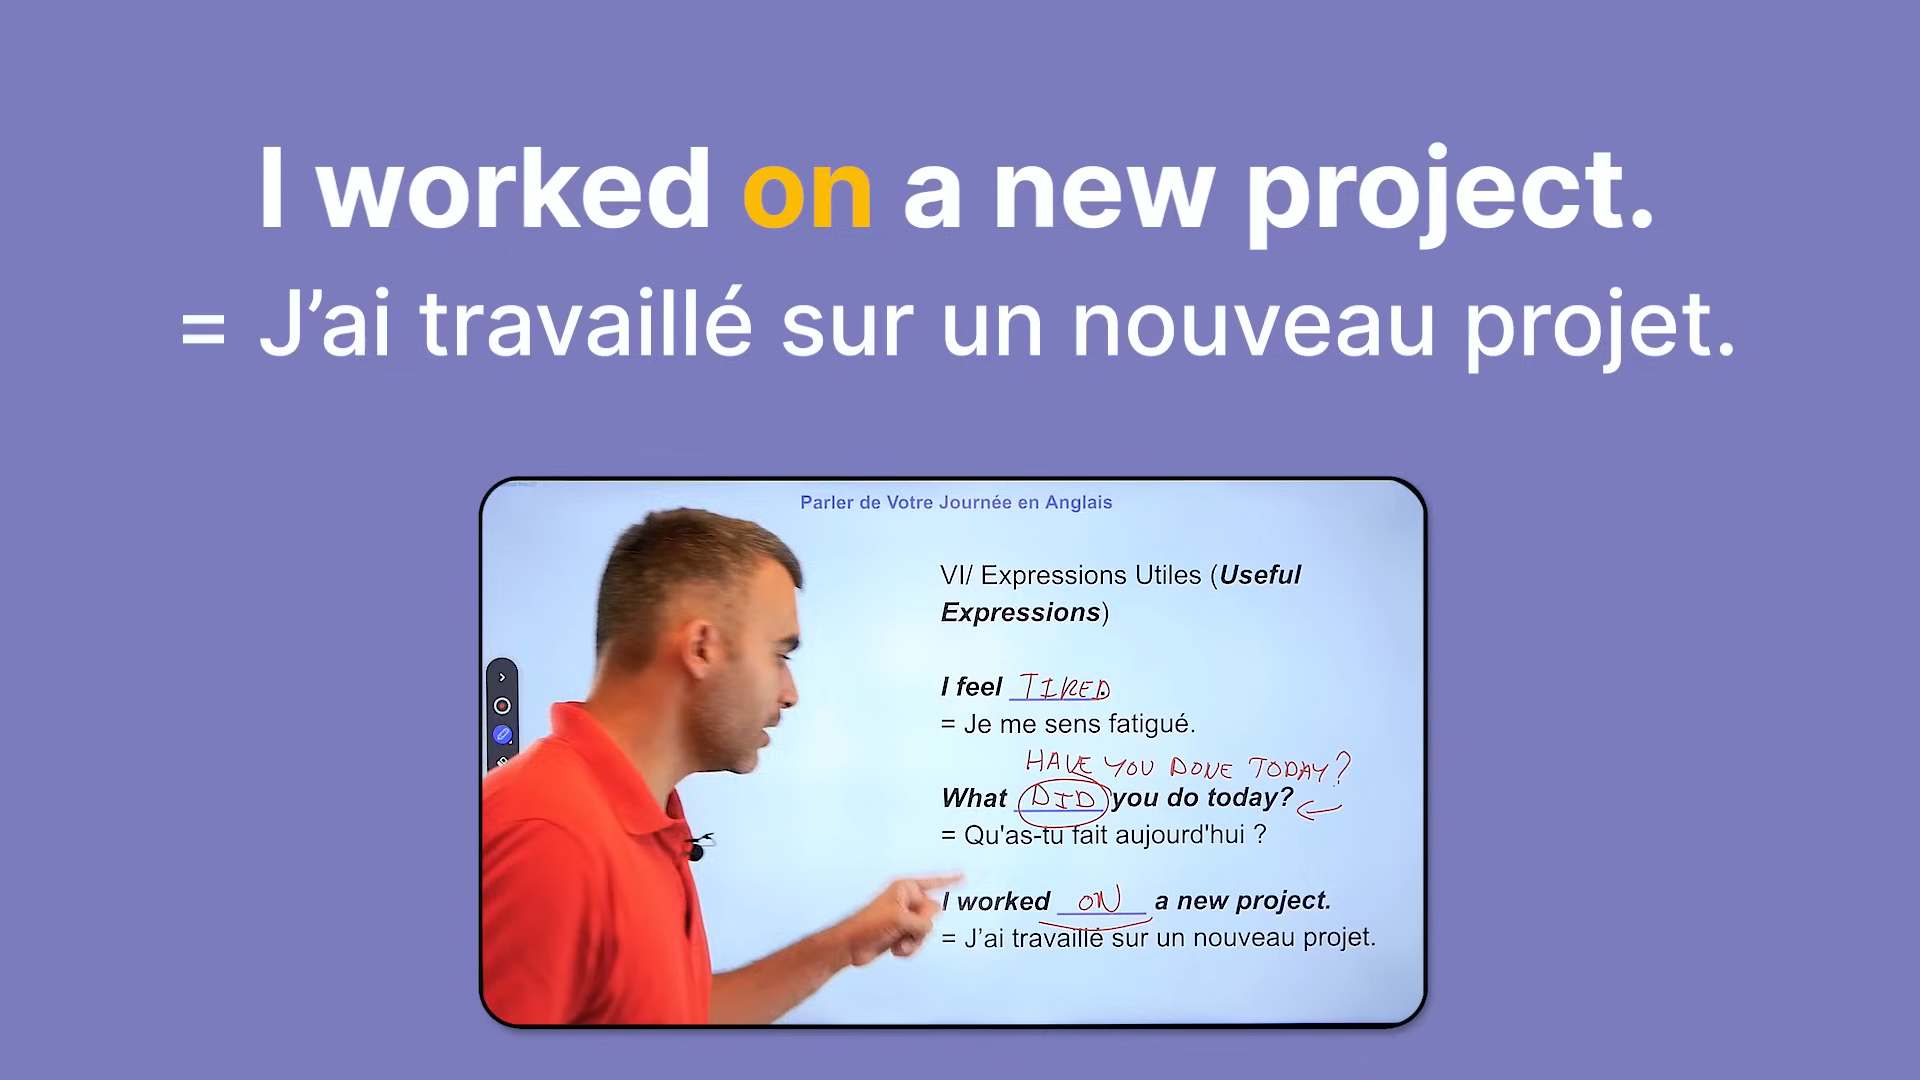 I worked on a new project.
= J’ai travaillé sur un nouveau projet.
Parler de Votre Journée en Anglais
VI/ Expressions Utiles (Useful
Expressions)
I feel TIRED.
= Je me sens fatigué.
HAVE YOU DONE TODAY?
What DID you do today?
= Qu'as-tu fait aujourd'hui ?
I worked ON a new project.
= J’ai travaillé sur un nouveau projet.